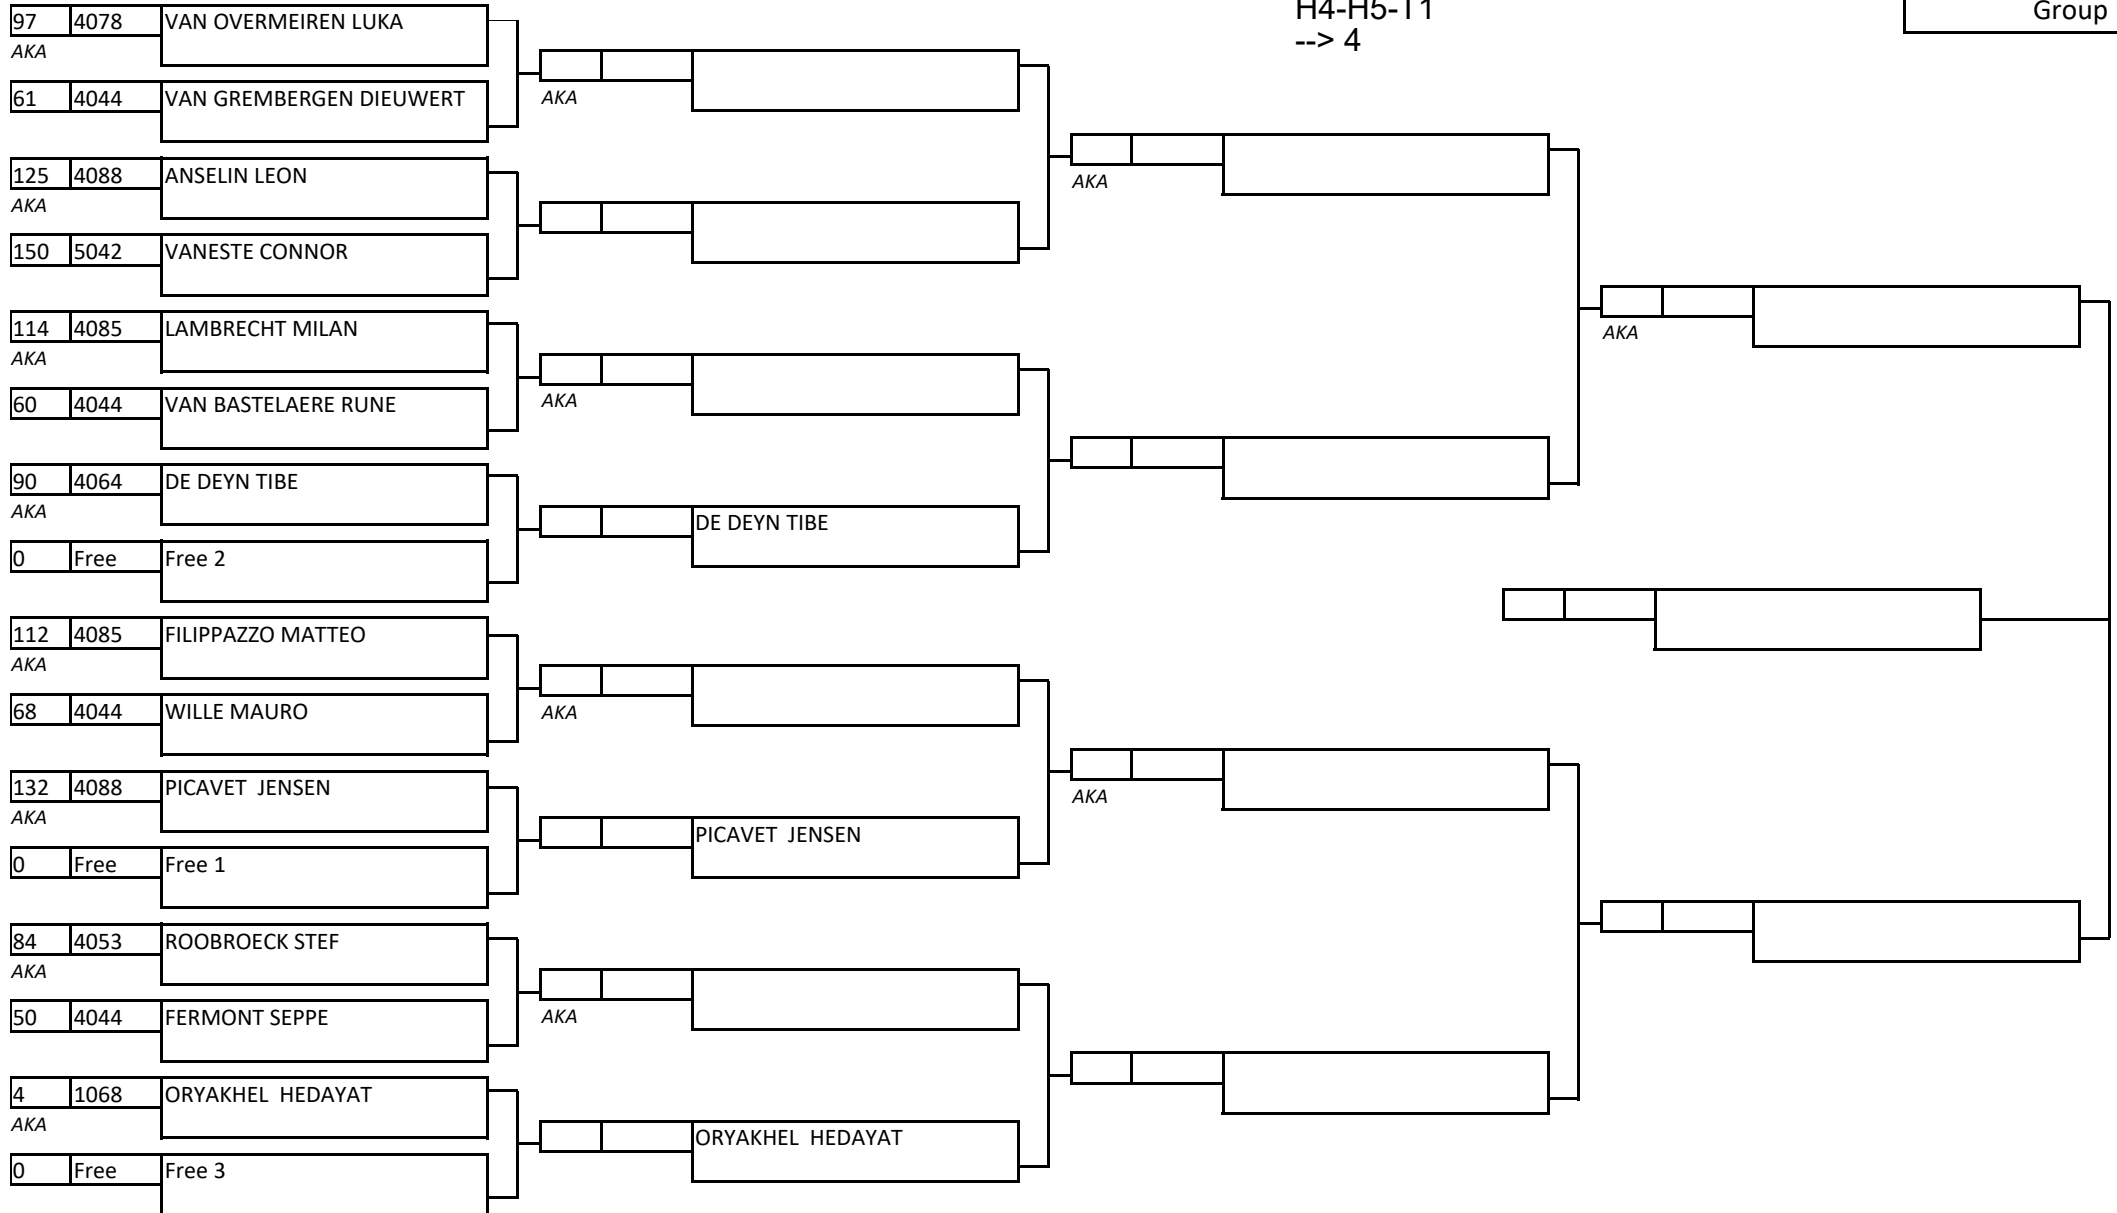 H4-H5-T1
--> 4
Group
97 4078 VAN OVERMEIREN LUKA
AKA
61 4044 VAN GREMBERGEN DIEUWERT
AKA
AKA
125 4088 ANSELIN LEON
AKA
150 5042 VANESTE CONNOR
114 4085 LAMBRECHT MILAN
AKA
AKA
60 4044 VAN BASTELAERE RUNE
AKA
90 4064 DE DEYN TIBE
AKA
DE DEYN TIBE
0 Free Free 2
112 4085 FILIPPAZZO MATTEO
AKA
68 4044 WILLE MAURO
AKA
132 4088 PICAVET  JENSEN
AKA
AKA
PICAVET  JENSEN
0 Free Free 1
84 4053 ROOBROECK STEF
AKA
50 4044 FERMONT SEPPE
AKA
4 1068 ORYAKHEL  HEDAYAT
AKA
ORYAKHEL  HEDAYAT
0 Free Free 3